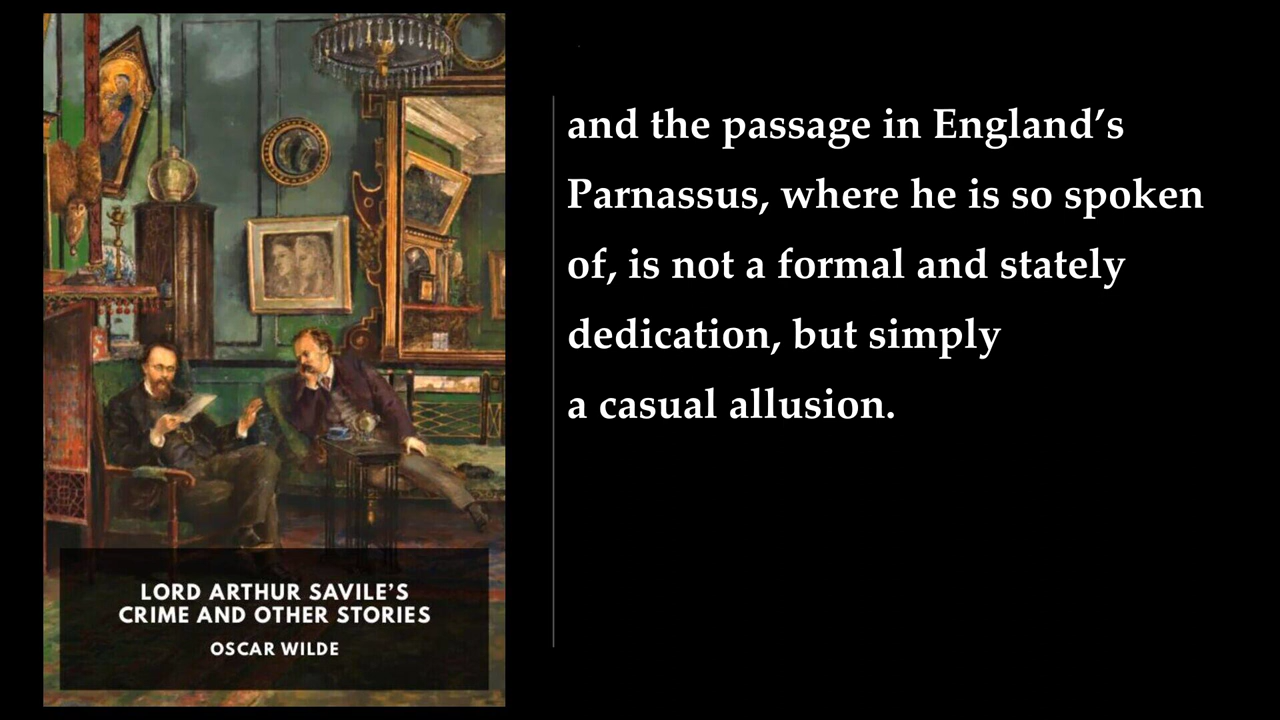 and the passage in England’s
Parnassus, where he is so spoken
of, is not a formal and stately
dedication, but simply
a casual allusion.
LORD ARTHUR SAVILE’S
CRIME AND OTHER STORIES
OSCAR WILDE